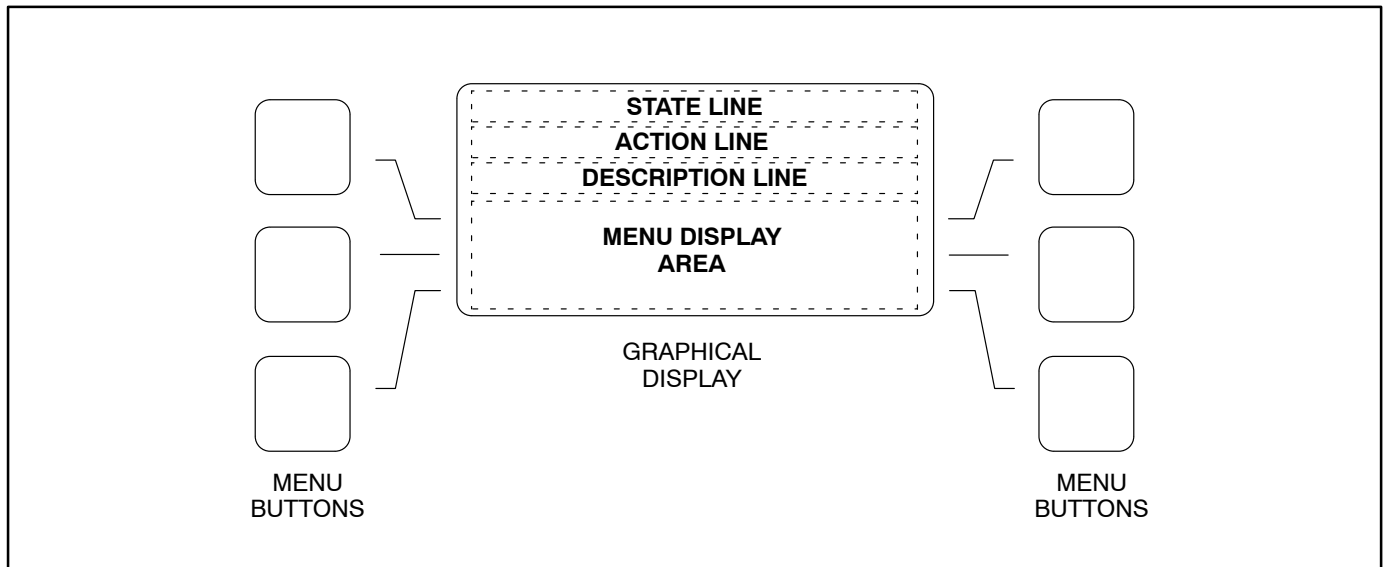 STATE LINE
ACTION LINE
DESCRIPTION LINE
MENU DISPLAY
AREA
GRAPHICAL
DISPLAY
MENU
BUTTONS
MENU
BUTTONS